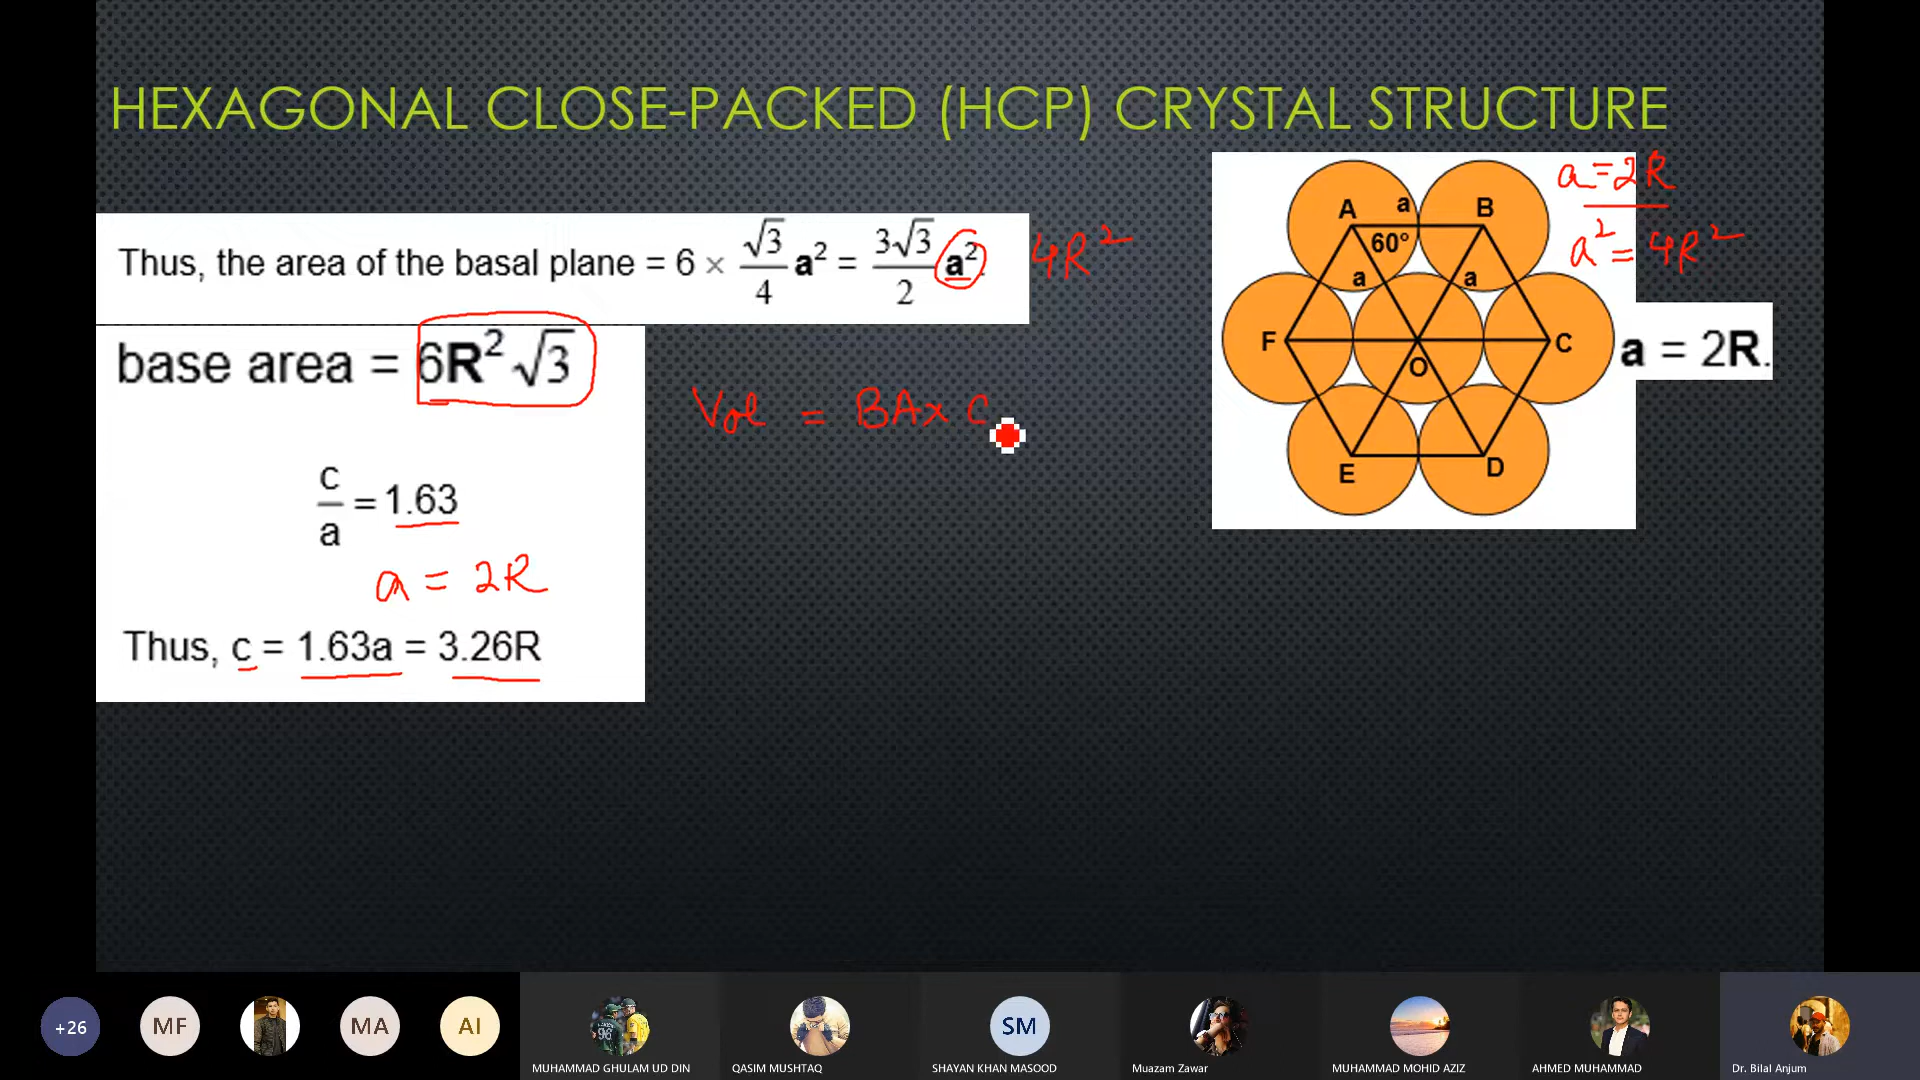 HEXAGONAL CLOSE-PACKED (HCP) CRYSTAL STRUCTURE
Thus, the area of the basal plane = 6 × √3/4 a² = 3√3/2 a². 4R²
base area = 6R²√3
Vol = BA x C
c/a = 1.63
a = 2R
Thus, c = 1.63a = 3.26R
a = 2R
a² = 4R²
A a B
60°
a a
F O C
E D
a = 2R.
+26 MF MA AI SM
96
MUHAMMAD GHULAM UD DIN QASIM MUSHTAQ SHAYAN KHAN MASOOD Muazam Zawar MUHAMMAD MOHID AZIZ AHMED MUHAMMAD Dr. Bilal Anjum